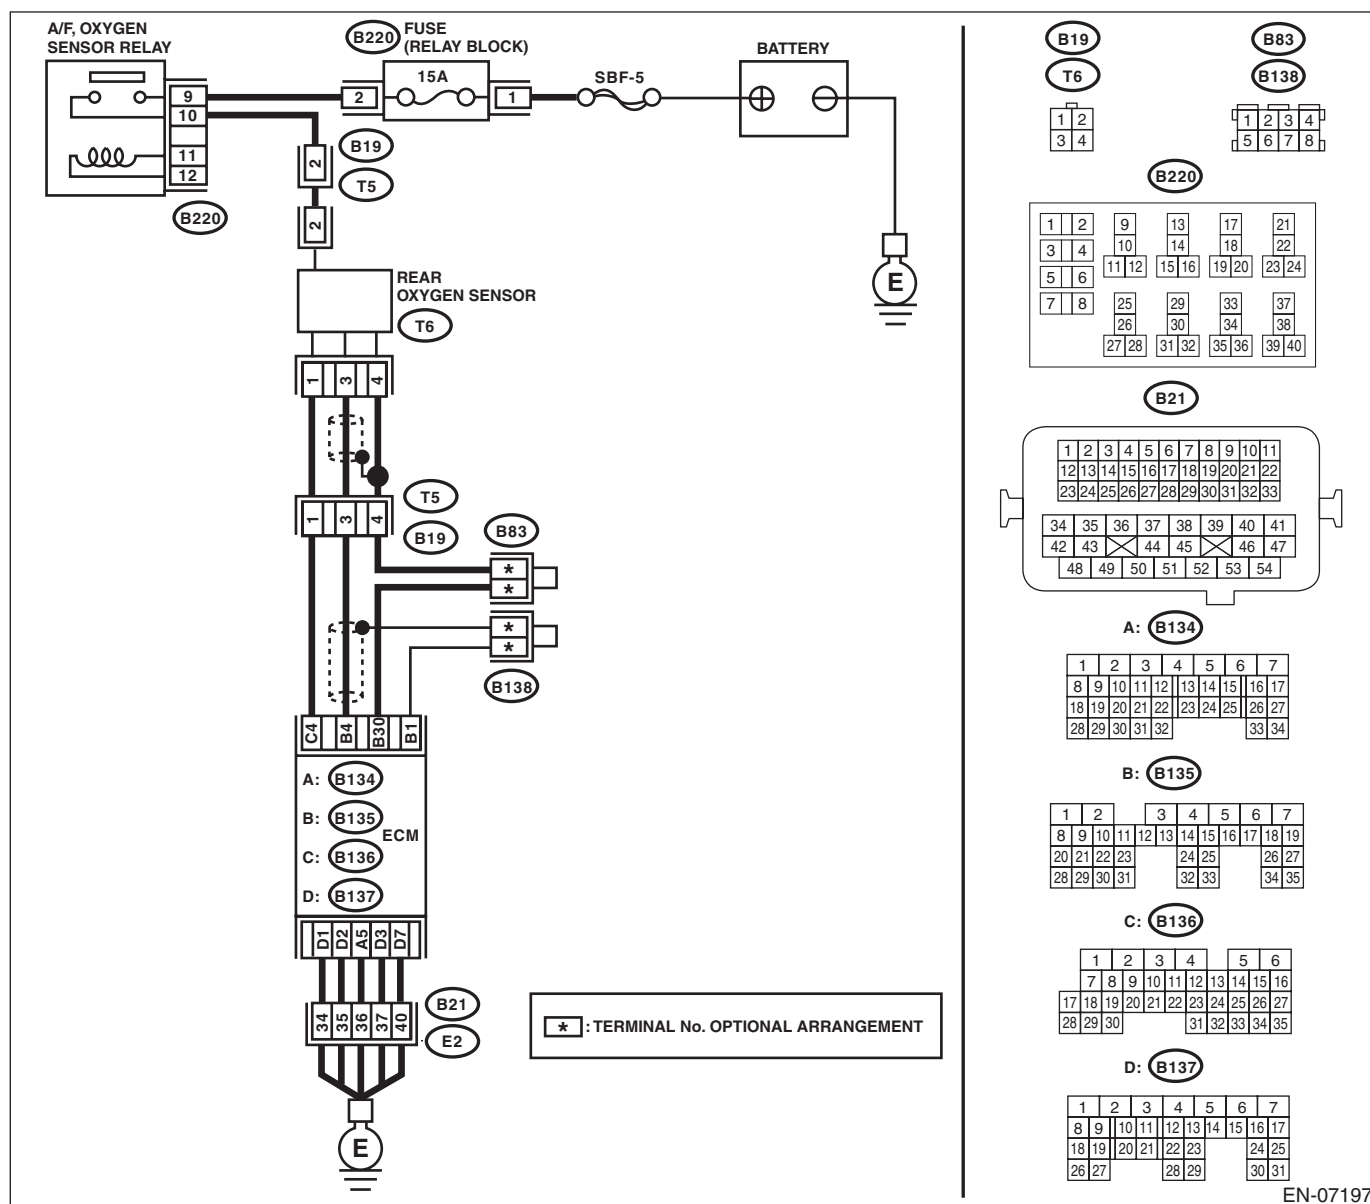 A/F, OXYGEN
SENSOR RELAY
9
10
11
12
B220
B220
FUSE
(RELAY BLOCK)
2
15A
1
SBF-5
BATTERY
E
2
B19
T5
2
REAR
OXYGEN SENSOR
T6
1 3 4
T5
1 3 4
B19
B83
*
*
*
*
B138
C4 B4 B30 B1
A: B134
B: B135
ECM
C: B136
D: B137
D1 D2 A5 D3 D7
34 35 36 37 40
B21
E2
E
* : TERMINAL No. OPTIONAL ARRANGEMENT
B19
T6
1 2
3 4
B83
B138
1 2 3 4
5 6 7 8
B220
1 2 9 13 17 21
3 4 10 14 18 22
11 12 15 16 19 20 23 24
5 6
7 8 25 29 33 37
26 30 34 38
27 28 31 32 35 36 39 40
B21
1 2 3 4 5 6 7 8 9 10 11
12 13 14 15 16 17 18 19 20 21 22
23 24 25 26 27 28 29 30 31 32 33
34 35 36 37 38 39 40 41
42 43 44 45 46 47
48 49 50 51 52 53 54
A: B134
1 2 3 4 5 6 7
8 9 10 11 12 13 14 15 16 17
18 19 20 21 22 23 24 25 26 27
28 29 30 31 32 33 34
B: B135
1 2 3 4 5 6 7
8 9 10 11 12 13 14 15 16 17 18 19
20 21 22 23 24 25 26 27
28 29 30 31 32 33 34 35
C: B136
1 2 3 4 5 6
7 8 9 10 11 12 13 14 15 16
17 18 19 20 21 22 23 24 25 26 27
28 29 30 31 32 33 34 35
D: B137
1 2 3 4 5 6 7
8 9 10 11 12 13 14 15 16 17
18 19 20 21 22 23 24 25
26 27 28 29 30 31
EN-07197